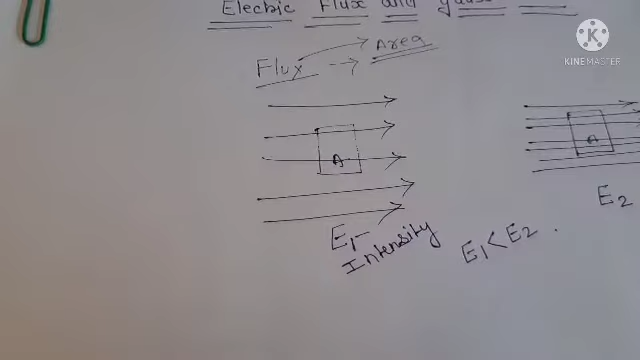 Electric Flux and
KINEMASTER
Flux → Area
A
A
E1
Intensity
E2
E1 < E2